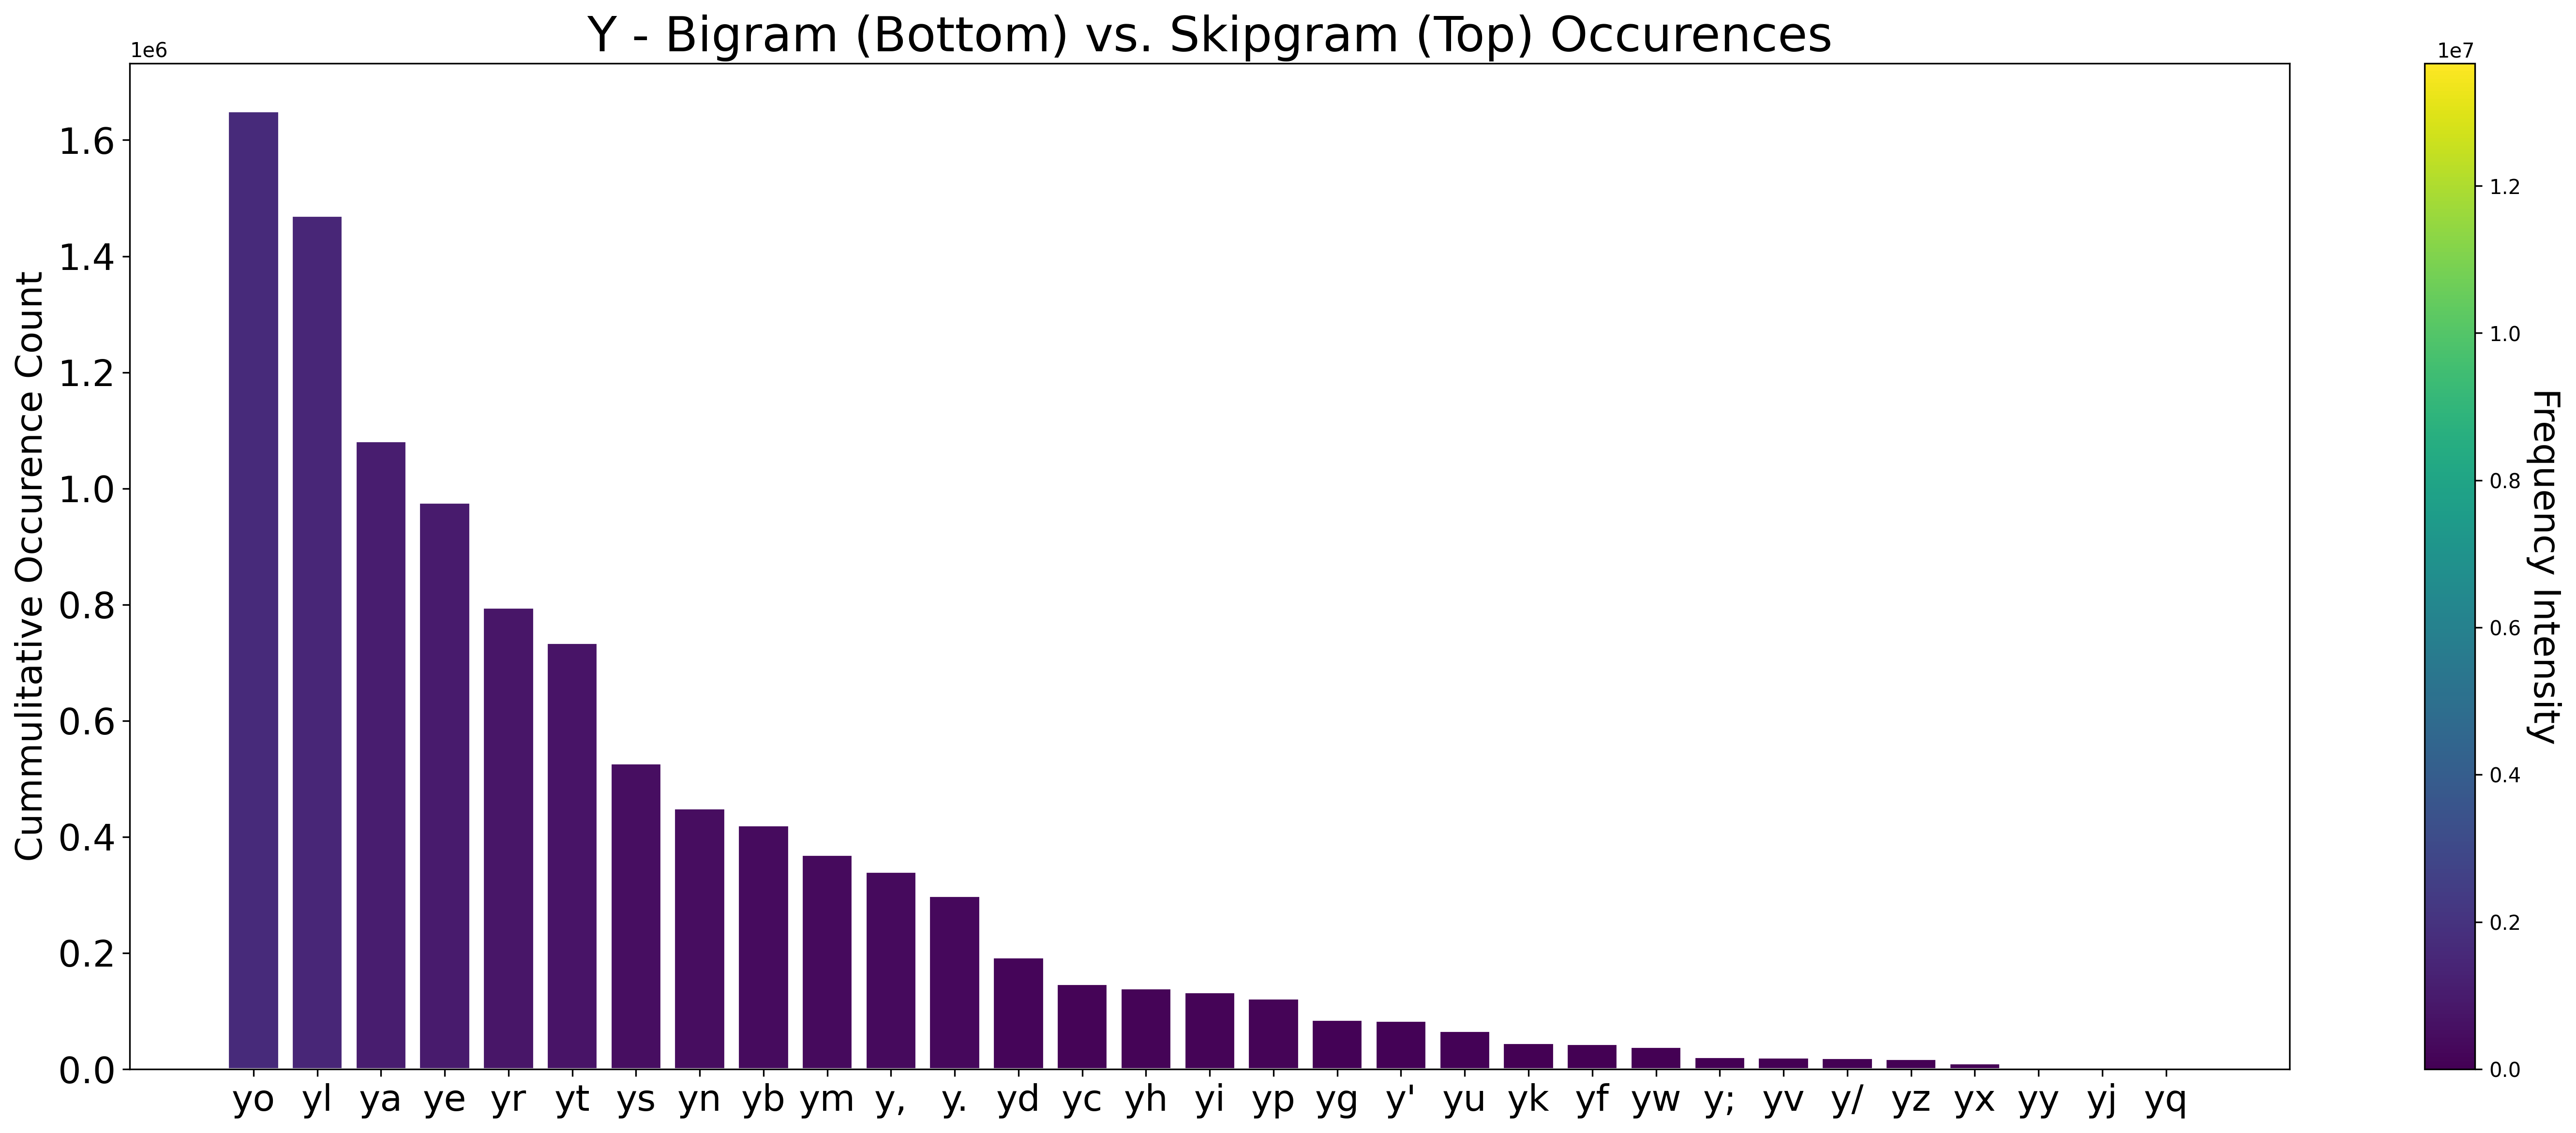 Y - Bigram (Bottom) vs. Skipgram (Top) Occurences
1e6
1e7
Cummulitative Occurence Count
1.6
1.4
1.2
1.0
0.8
0.6
0.4
0.2
0.0
yo yl ya ye yr yt ys yn yb ym y, y. yd yc yh yi yp yg y' yu yk yf yw y; yv y/ yz yx yy yj yq
1.2
1.0
0.8
0.6
0.4
0.2
0.0
Frequency Intensity